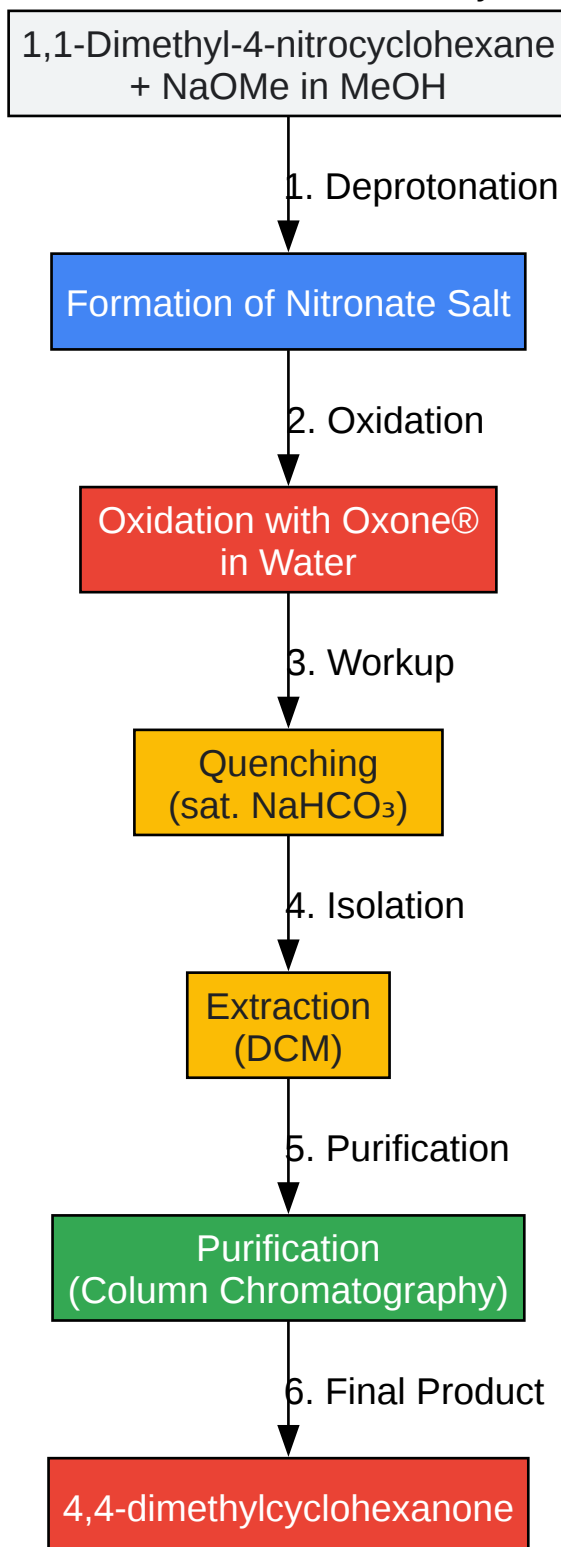 1,1-Dimethyl-4-nitrocyclohexane
+ NaOMe in MeOH
1. Deprotonation
Formation of Nitronate Salt
2. Oxidation
Oxidation with Oxone®
in Water
3. Workup
Quenching
(sat. NaHCO₃)
4. Isolation
Extraction
(DCM)
5. Purification
Purification
(Column Chromatography)
6. Final Product
4,4-dimethylcyclohexanone